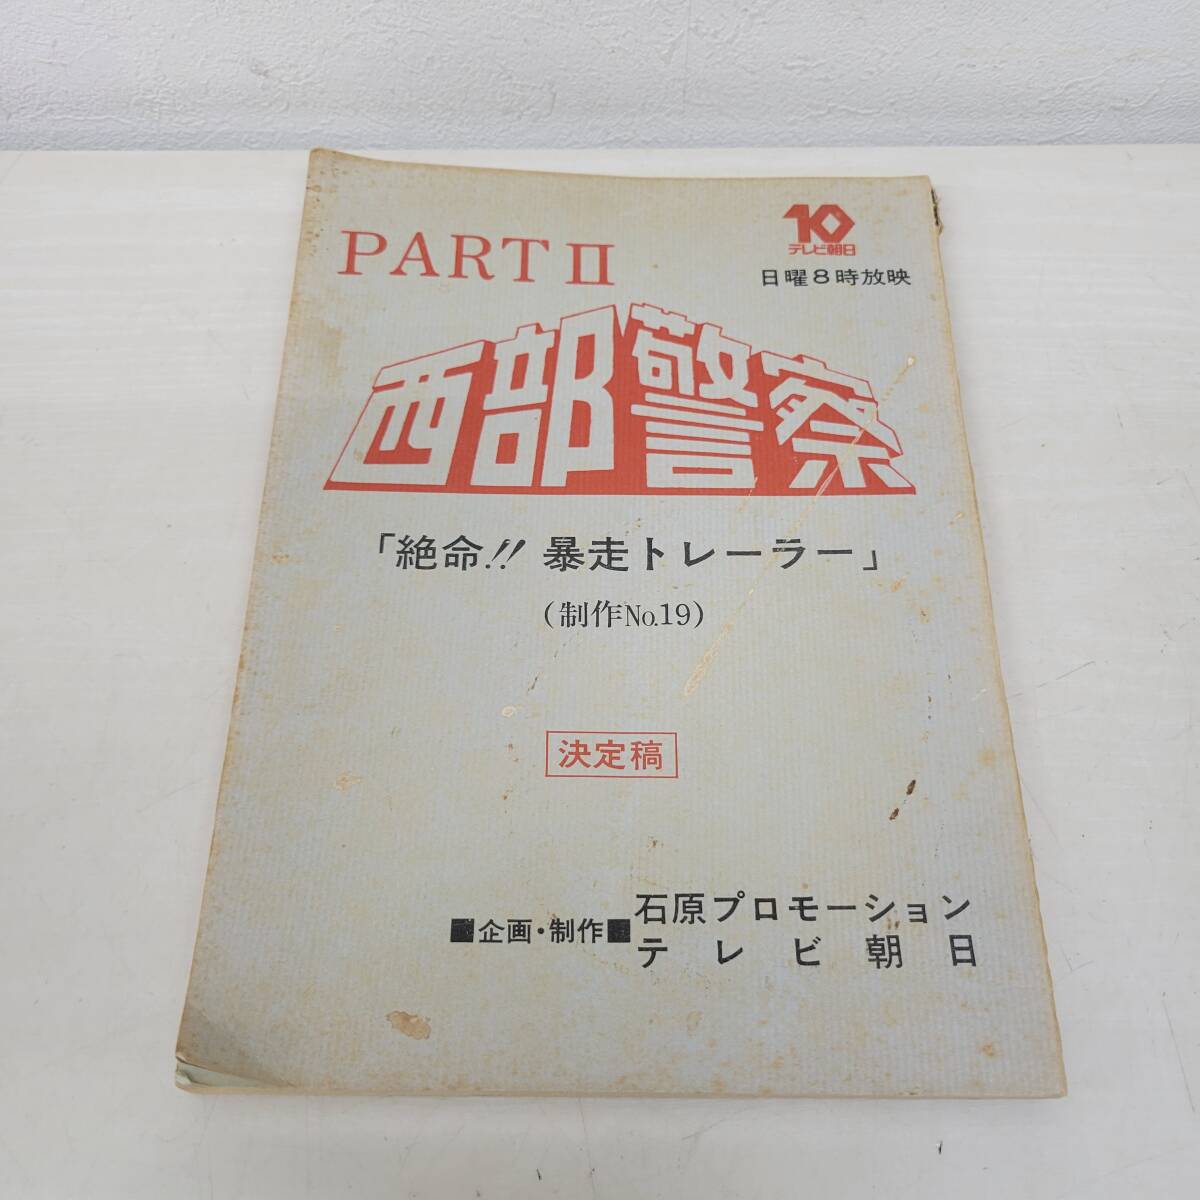 PART II
10
テレビ朝日
日曜8時放映
西部警察
「絶命!! 暴走トレーラー」
(制作No.19)
決定稿
■企画・制作■
石原プロモーション
テレビ朝日